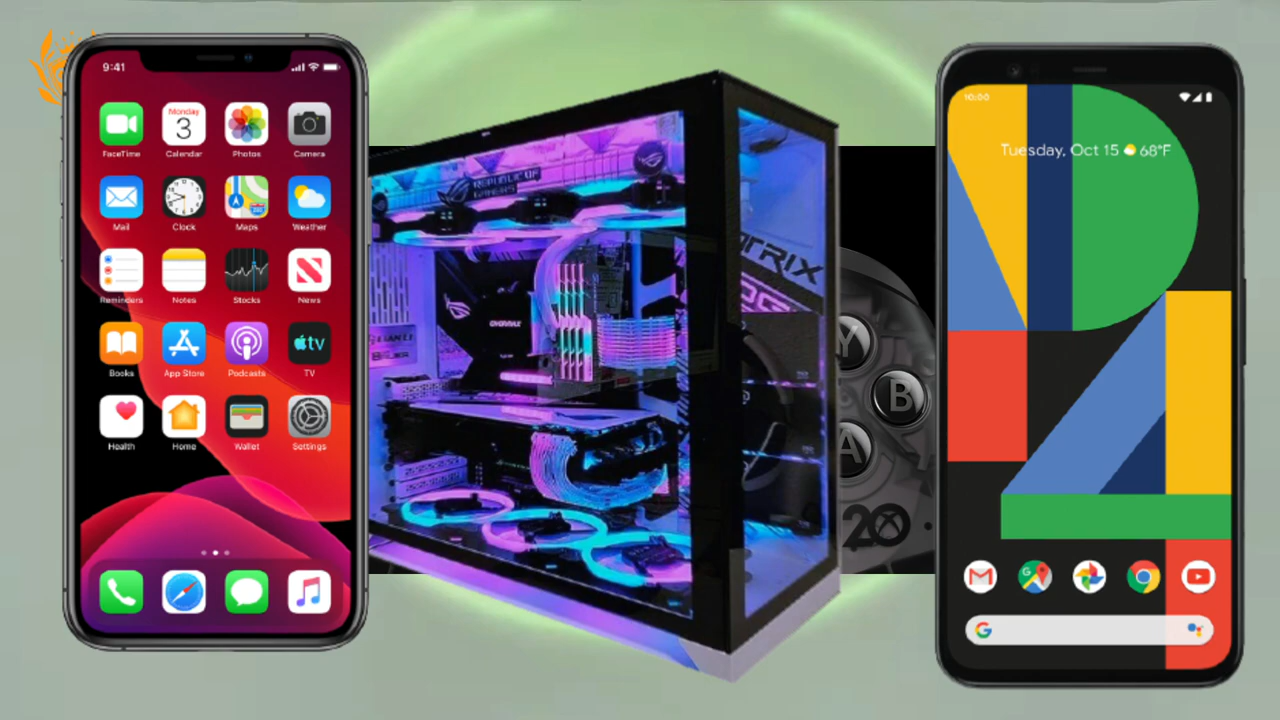 9:41
Monday
3
FaceTime
Calendar
Photos
Camera
Mail
Clock
Maps
Weather
Reminders
Notes
Stocks
News
tv
Books
App Store
Podcasts
TV
Health
Home
Wallet
Settings
REPUBLIC OF
GAMERS
Y
B
A
20
10:00
Tuesday, Oct 15 68°F
G